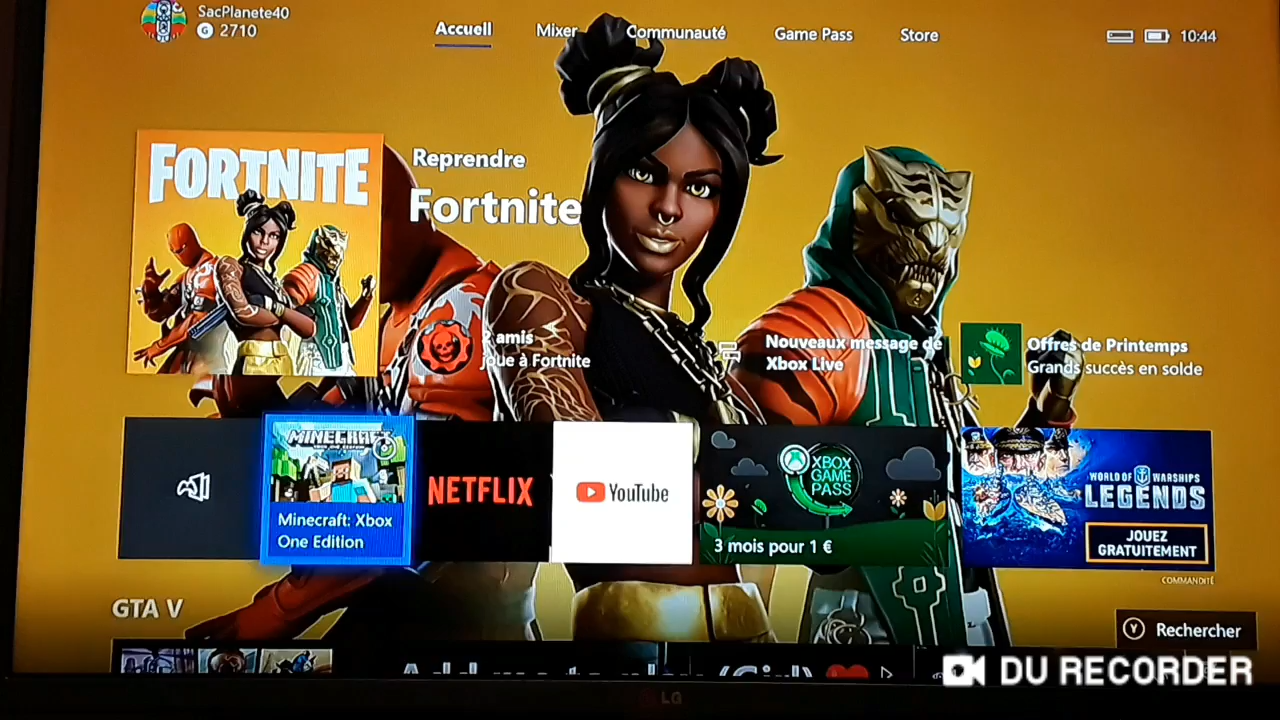 SacPlanete40
G 2710
Accueil
Mixer
Communauté
Game Pass
Store
10:44
FORTNITE
Reprendre
Fortnite
2 amis
joue à Fortnite
Nouveaux message de
Xbox Live
Offres de Printemps
Grands succès en solde
MINECRAFT
Minecraft: Xbox
One Edition
NETFLIX
YouTube
XBOX
GAME
PASS
3 mois pour 1 €
WORLD OF WARSHIPS
LEGENDS
JOUEZ
GRATUITEMENT
COMMANDITÉ
GTA V
Y Rechercher
DU RECORDER
LG